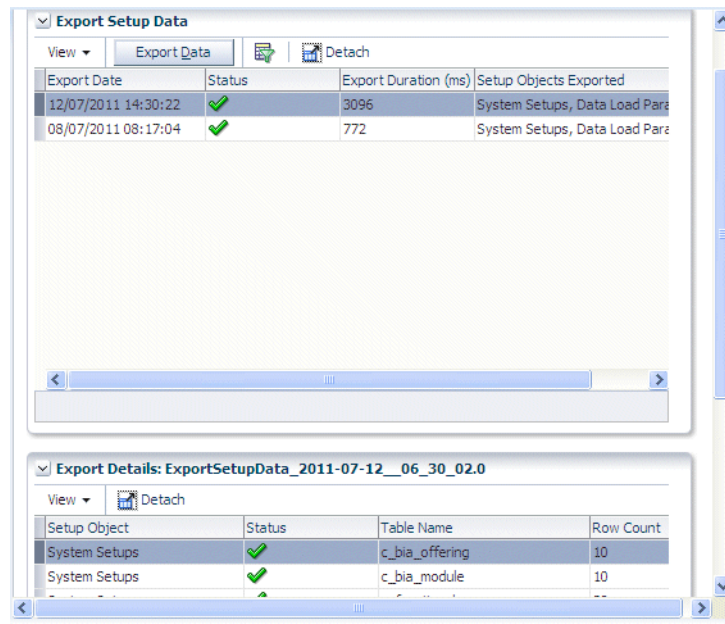 Export Setup Data
View Export Data Detach
Export Date Status Export Duration (ms) Setup Objects Exported
12/07/2011 14:30:22 3096 System Setups, Data Load Para
08/07/2011 08:17:04 772 System Setups, Data Load Para
Export Details: ExportSetupData_2011-07-12__06_30_02.0
View Detach
Setup Object Status Table Name Row Count
System Setups c_bia_offering 10
System Setups c_bia_module 10